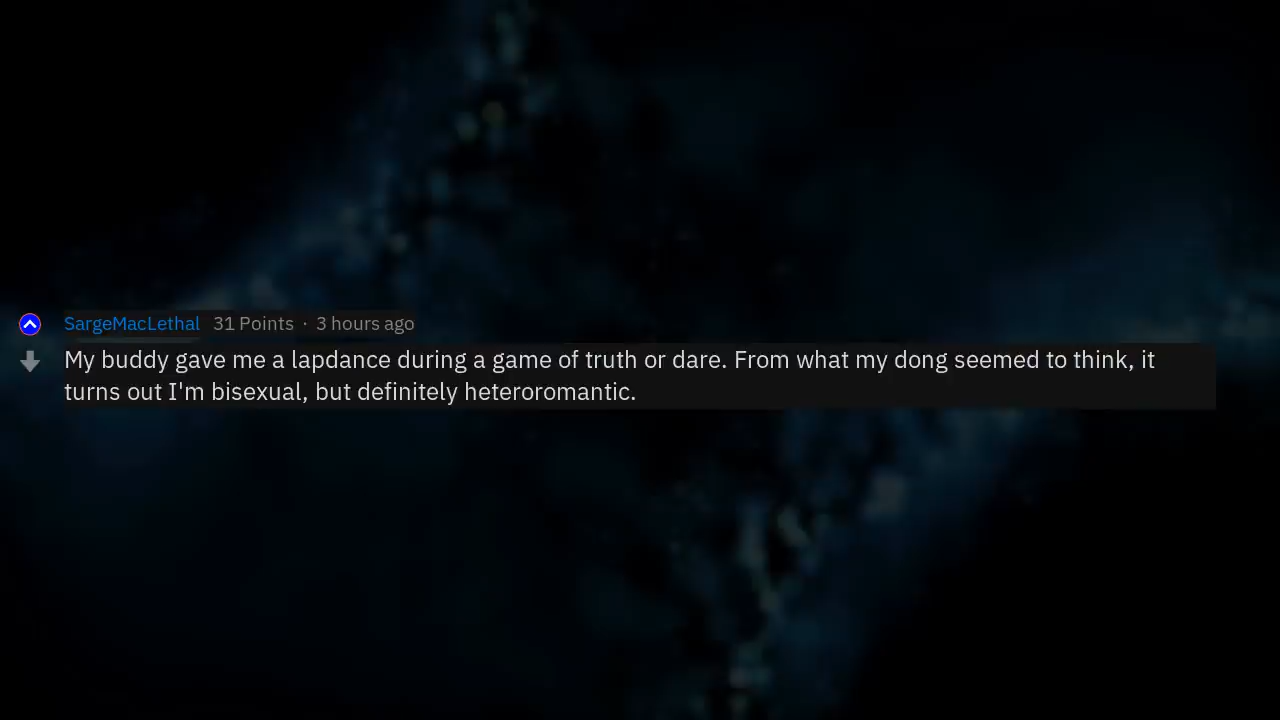 SargeMacLethal 31 Points · 3 hours ago
My buddy gave me a lapdance during a game of truth or dare. From what my dong seemed to think, it
turns out I'm bisexual, but definitely heteroromantic.